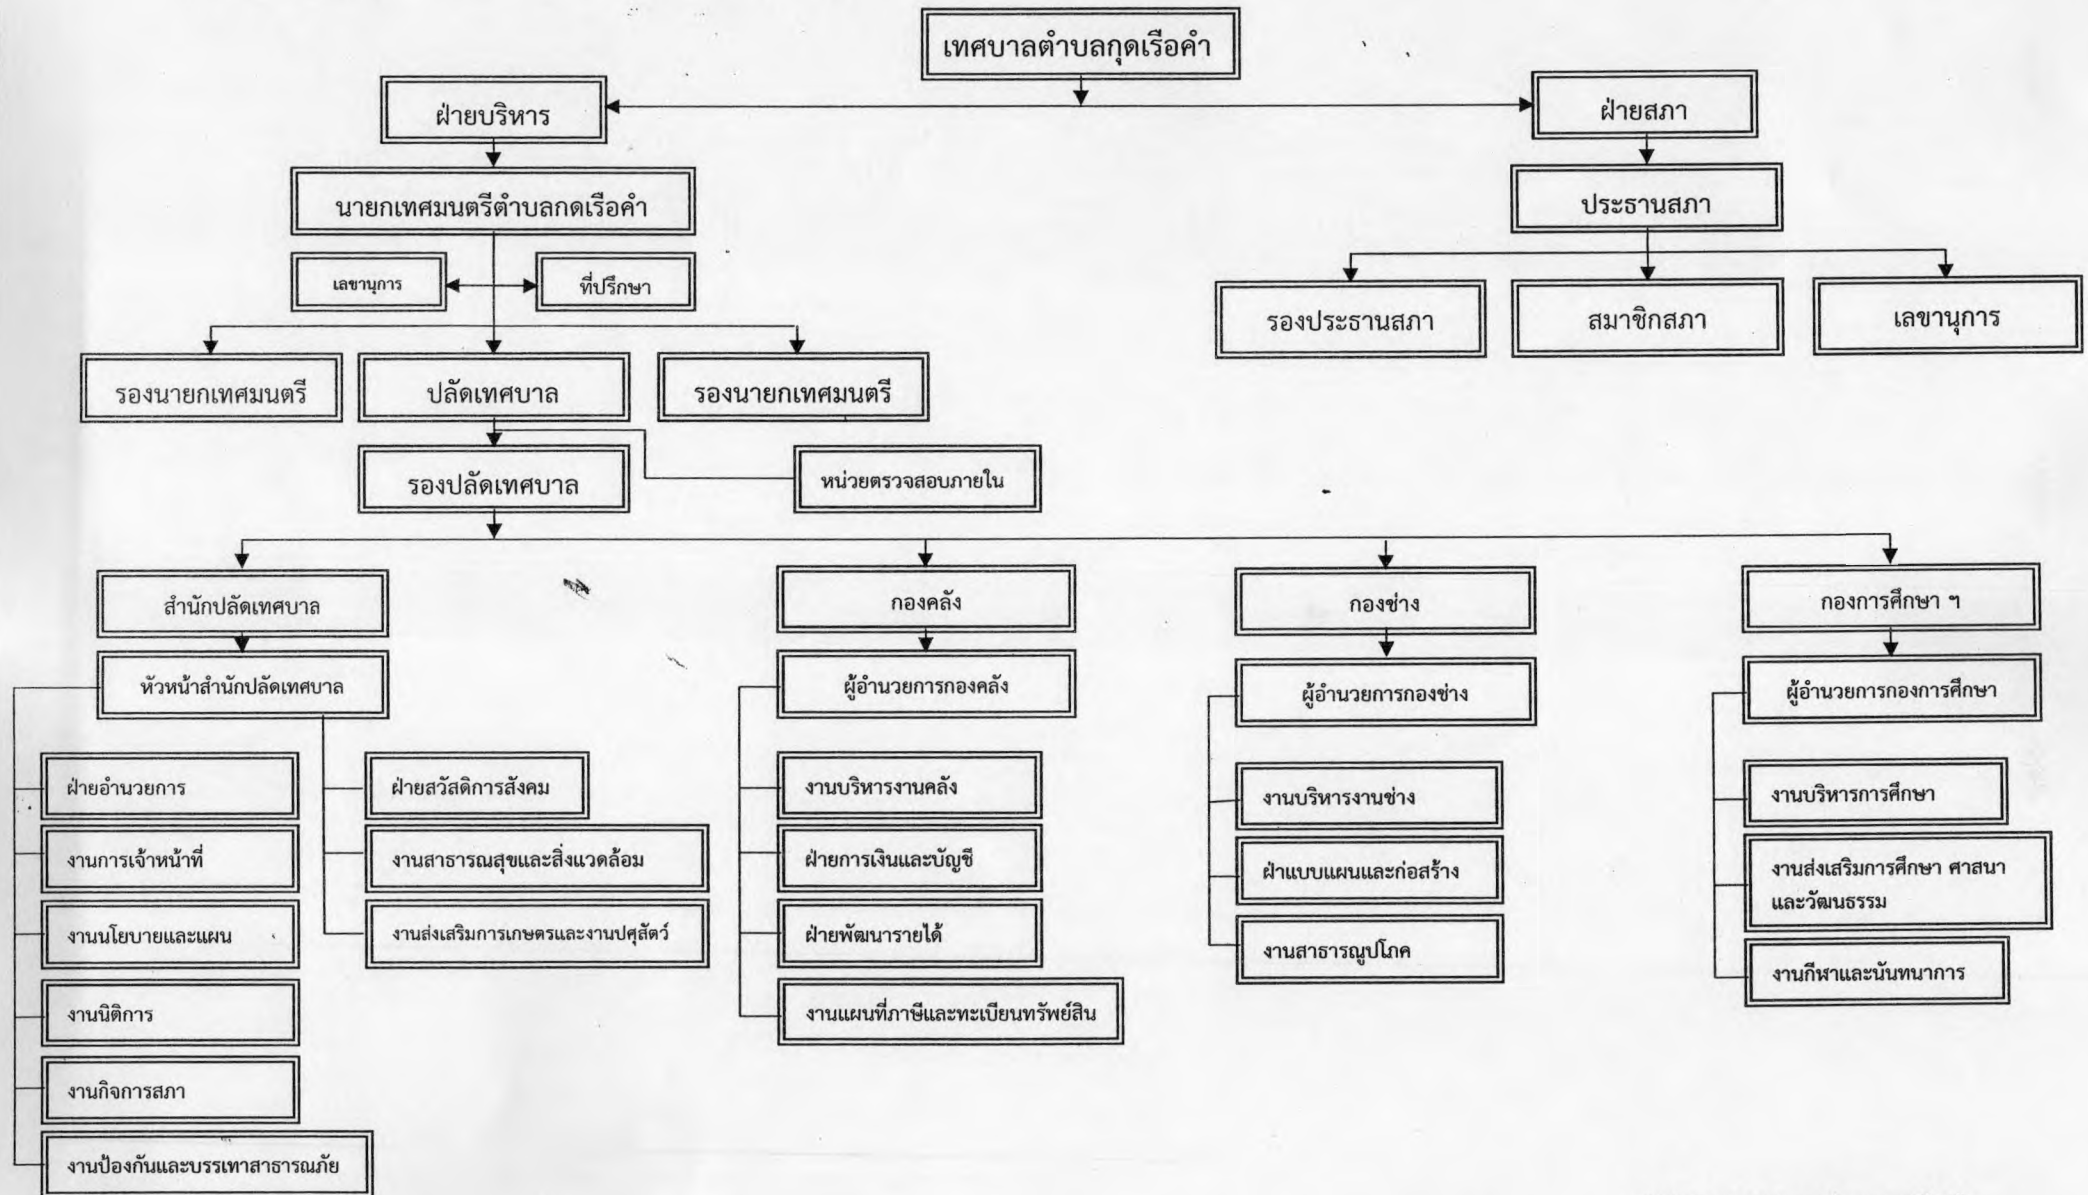 เทศบาลตำบลกุดเรือคำ
ฝ่ายบริหาร
ฝ่ายสภา
นายกเทศมนตรีตำบลกดเรือคำ
ประธานสภา
เลขานุการ
ที่ปรึกษา
รองประธานสภา
สมาชิกสภา
เลขานุการ
รองนายกเทศมนตรี
ปลัดเทศบาล
รองนายกเทศมนตรี
รองปลัดเทศบาล
หน่วยตรวจสอบภายใน
สำนักปลัดเทศบาล
กองคลัง
กองช่าง
กองการศึกษา ฯ
หัวหน้าสำนักปลัดเทศบาล
ผู้อำนวยการกองคลัง
ผู้อำนวยการกองช่าง
ผู้อำนวยการกองการศึกษา
ฝ่ายอำนวยการ
งานการเจ้าหน้าที่
งานนโยบายและแผน
งานนิติการ
งานกิจการสภา
งานป้องกันและบรรเทาสาธารณภัย
ฝ่ายสวัสดิการสังคม
งานสาธารณสุขและสิ่งแวดล้อม
งานส่งเสริมการเกษตรและงานปศุสัตว์
งานบริหารงานคลัง
ฝ่ายการเงินและบัญชี
ฝ่ายพัฒนารายได้
งานแผนที่ภาษีและทะเบียนทรัพย์สิน
งานบริหารงานช่าง
ฝ่าแบบแผนและก่อสร้าง
งานสาธารณูปโภค
งานบริหารการศึกษา
งานส่งเสริมการศึกษา ศาสนา
และวัฒนธรรม
งานกีฬาและนันทนาการ